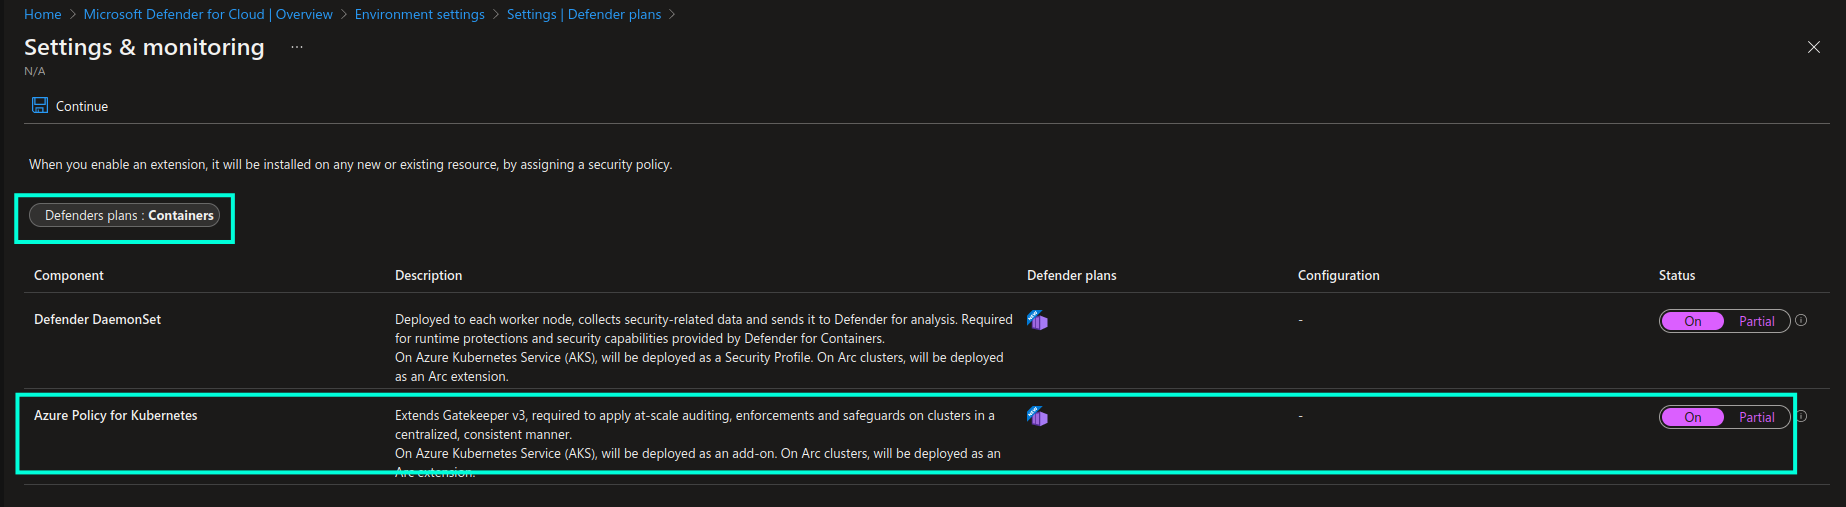 Home > Microsoft Defender for Cloud | Overview > Environment settings > Settings | Defender plans >
Settings & monitoring ...
N/A
Continue
When you enable an extension, it will be installed on any new or existing resource, by assigning a security policy.
Defenders plans : Containers
Component Description Defender plans Configuration Status
Defender DaemonSet
Deployed to each worker node, collects security-related data and sends it to Defender for analysis. Required
for runtime protections and security capabilities provided by Defender for Containers.
On Azure Kubernetes Service (AKS), will be deployed as a Security Profile. On Arc clusters, will be deployed
as an Arc extension.
-
On Partial
Azure Policy for Kubernetes
Extends Gatekeeper v3, required to apply at-scale auditing, enforcements and safeguards on clusters in a
centralized, consistent manner.
On Azure Kubernetes Service (AKS), will be deployed as an add-on. On Arc clusters, will be deployed as an
Arc extension.
-
On Partial